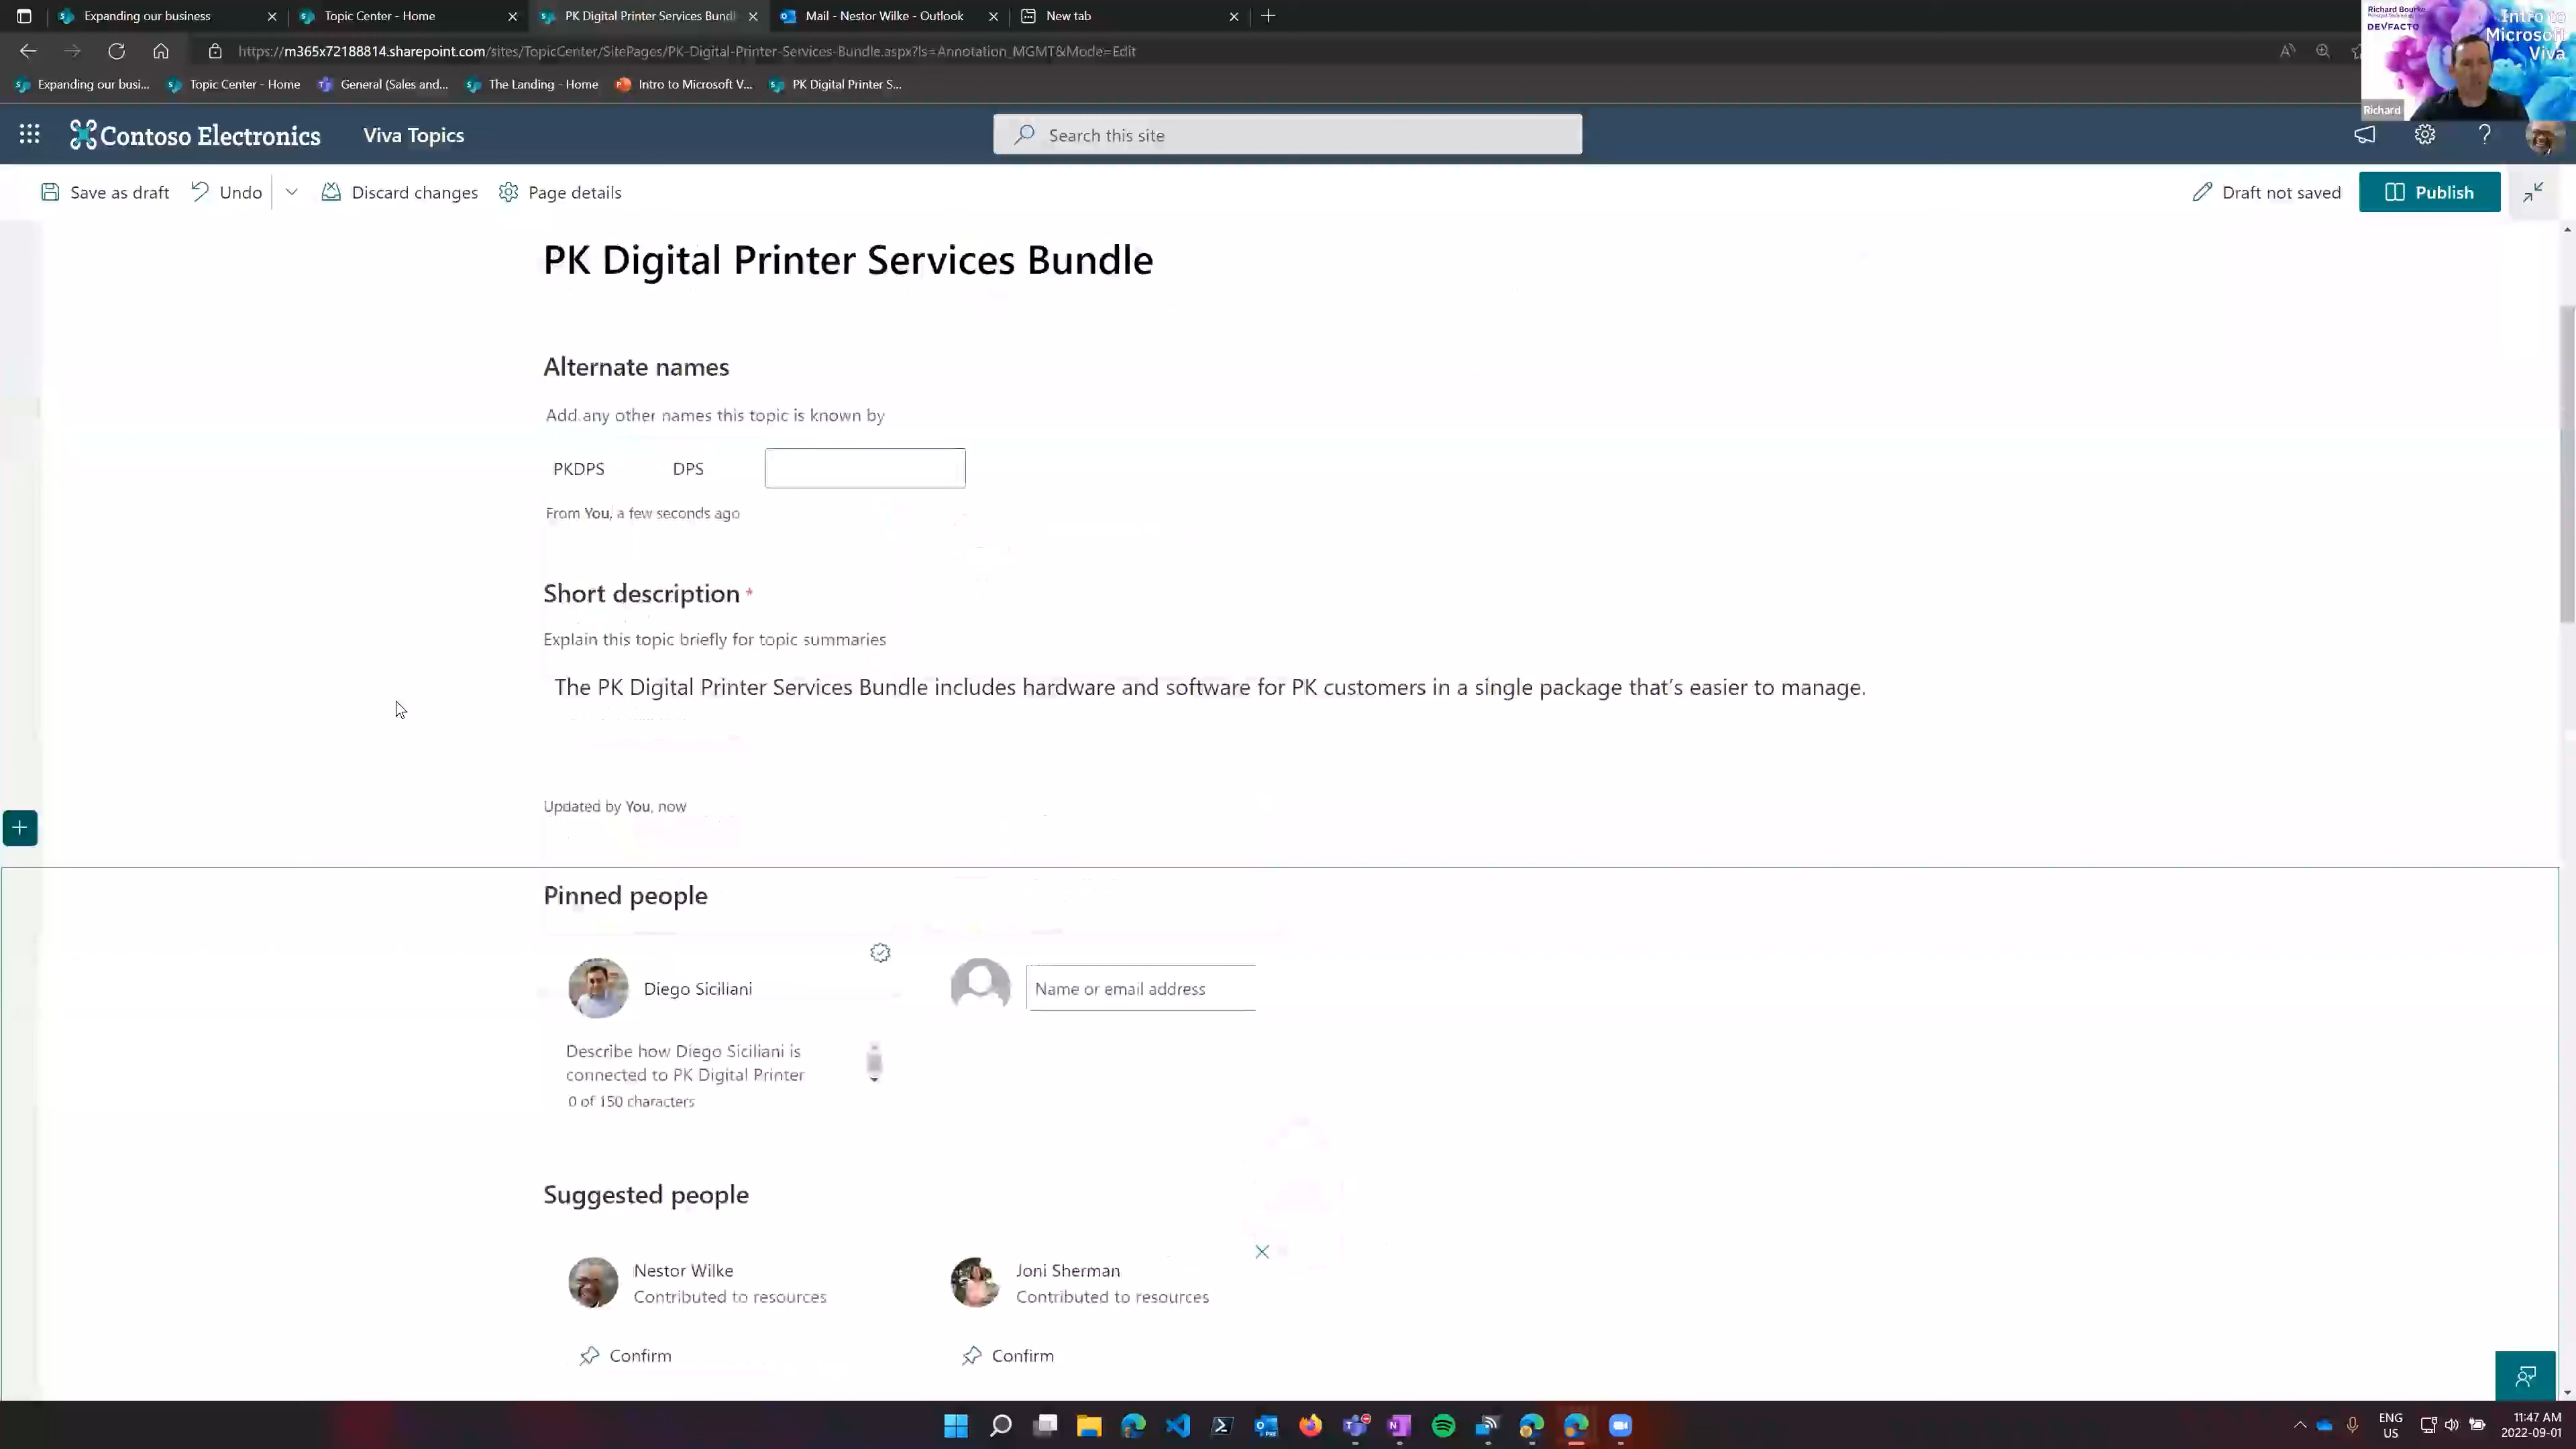 Expanding our business
Topic Center - Home
PK Digital Printer Services Bundl
Mail - Nestor Wilke - Outlook
New tab
https://m365x72188814.sharepoint.com/sites/TopicCenter/SitePages/PK-Digital-Printer-Services-Bundle.aspx?ls=Annotation_MGMT&Mode=Edit
Expanding our busi...
Topic Center - Home
General (Sales and...
The Landing - Home
Intro to Microsoft V...
PK Digital Printer S...
Richard Bourke
DEVFACTO
Intro to
Microsoft
Viva
Richard
Contoso Electronics
Viva Topics
Search this site
Save as draft
Undo
Discard changes
Page details
Draft not saved
Publish
PK Digital Printer Services Bundle
Alternate names
Add any other names this topic is known by
PKDPS
DPS
From You, a few seconds ago
Short description *
Explain this topic briefly for topic summaries
The PK Digital Printer Services Bundle includes hardware and software for PK customers in a single package that's easier to manage.
Updated by You, now
Pinned people
Diego Siciliani
Name or email address
Describe how Diego Siciliani is
connected to PK Digital Printer
0 of 150 characters
Suggested people
Nestor Wilke
Contributed to resources
Joni Sherman
Contributed to resources
Confirm
Confirm
ENG
US
11:47 AM
2022-09-01